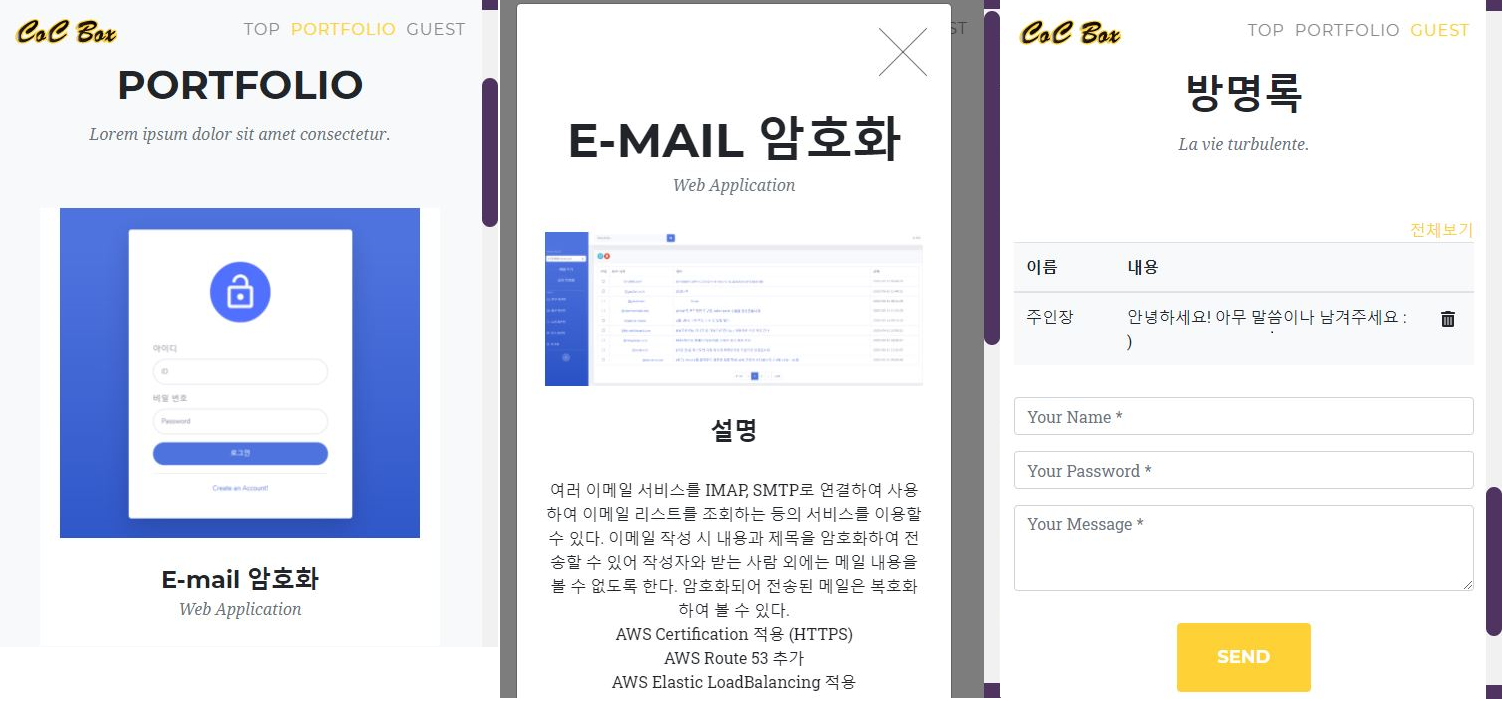 CoC Box
TOP PORTFOLIO GUEST
PORTFOLIO
Lorem ipsum dolor sit amet consectetur.
아이디
ID
비밀 번호
Password
로그인
Create an Account!
E-mail 암호화
Web Application
ST
E-MAIL 암호화
Web Application
설명
여러 이메일 서비스를 IMAP, SMTP로 연결하여 사용
하여 이메일 리스트를 조회하는 등의 서비스를 이용할
수 있다. 이메일 작성 시 내용과 제목을 암호화하여 전
송할 수 있어 작성자와 받는 사람 외에는 메일 내용을
볼 수 없도록 한다. 암호화되어 전송된 메일은 복호화
하여 볼 수 있다.
AWS Certification 적용 (HTTPS)
AWS Route 53 추가
AWS Elastic LoadBalancing 적용
CoC Box
TOP PORTFOLIO GUEST
방명록
La vie turbulente.
전체보기
이름 내용
주인장 안녕하세요! 아무 말씀이나 남겨주세요 :
)
Your Name *
Your Password *
Your Message *
SEND